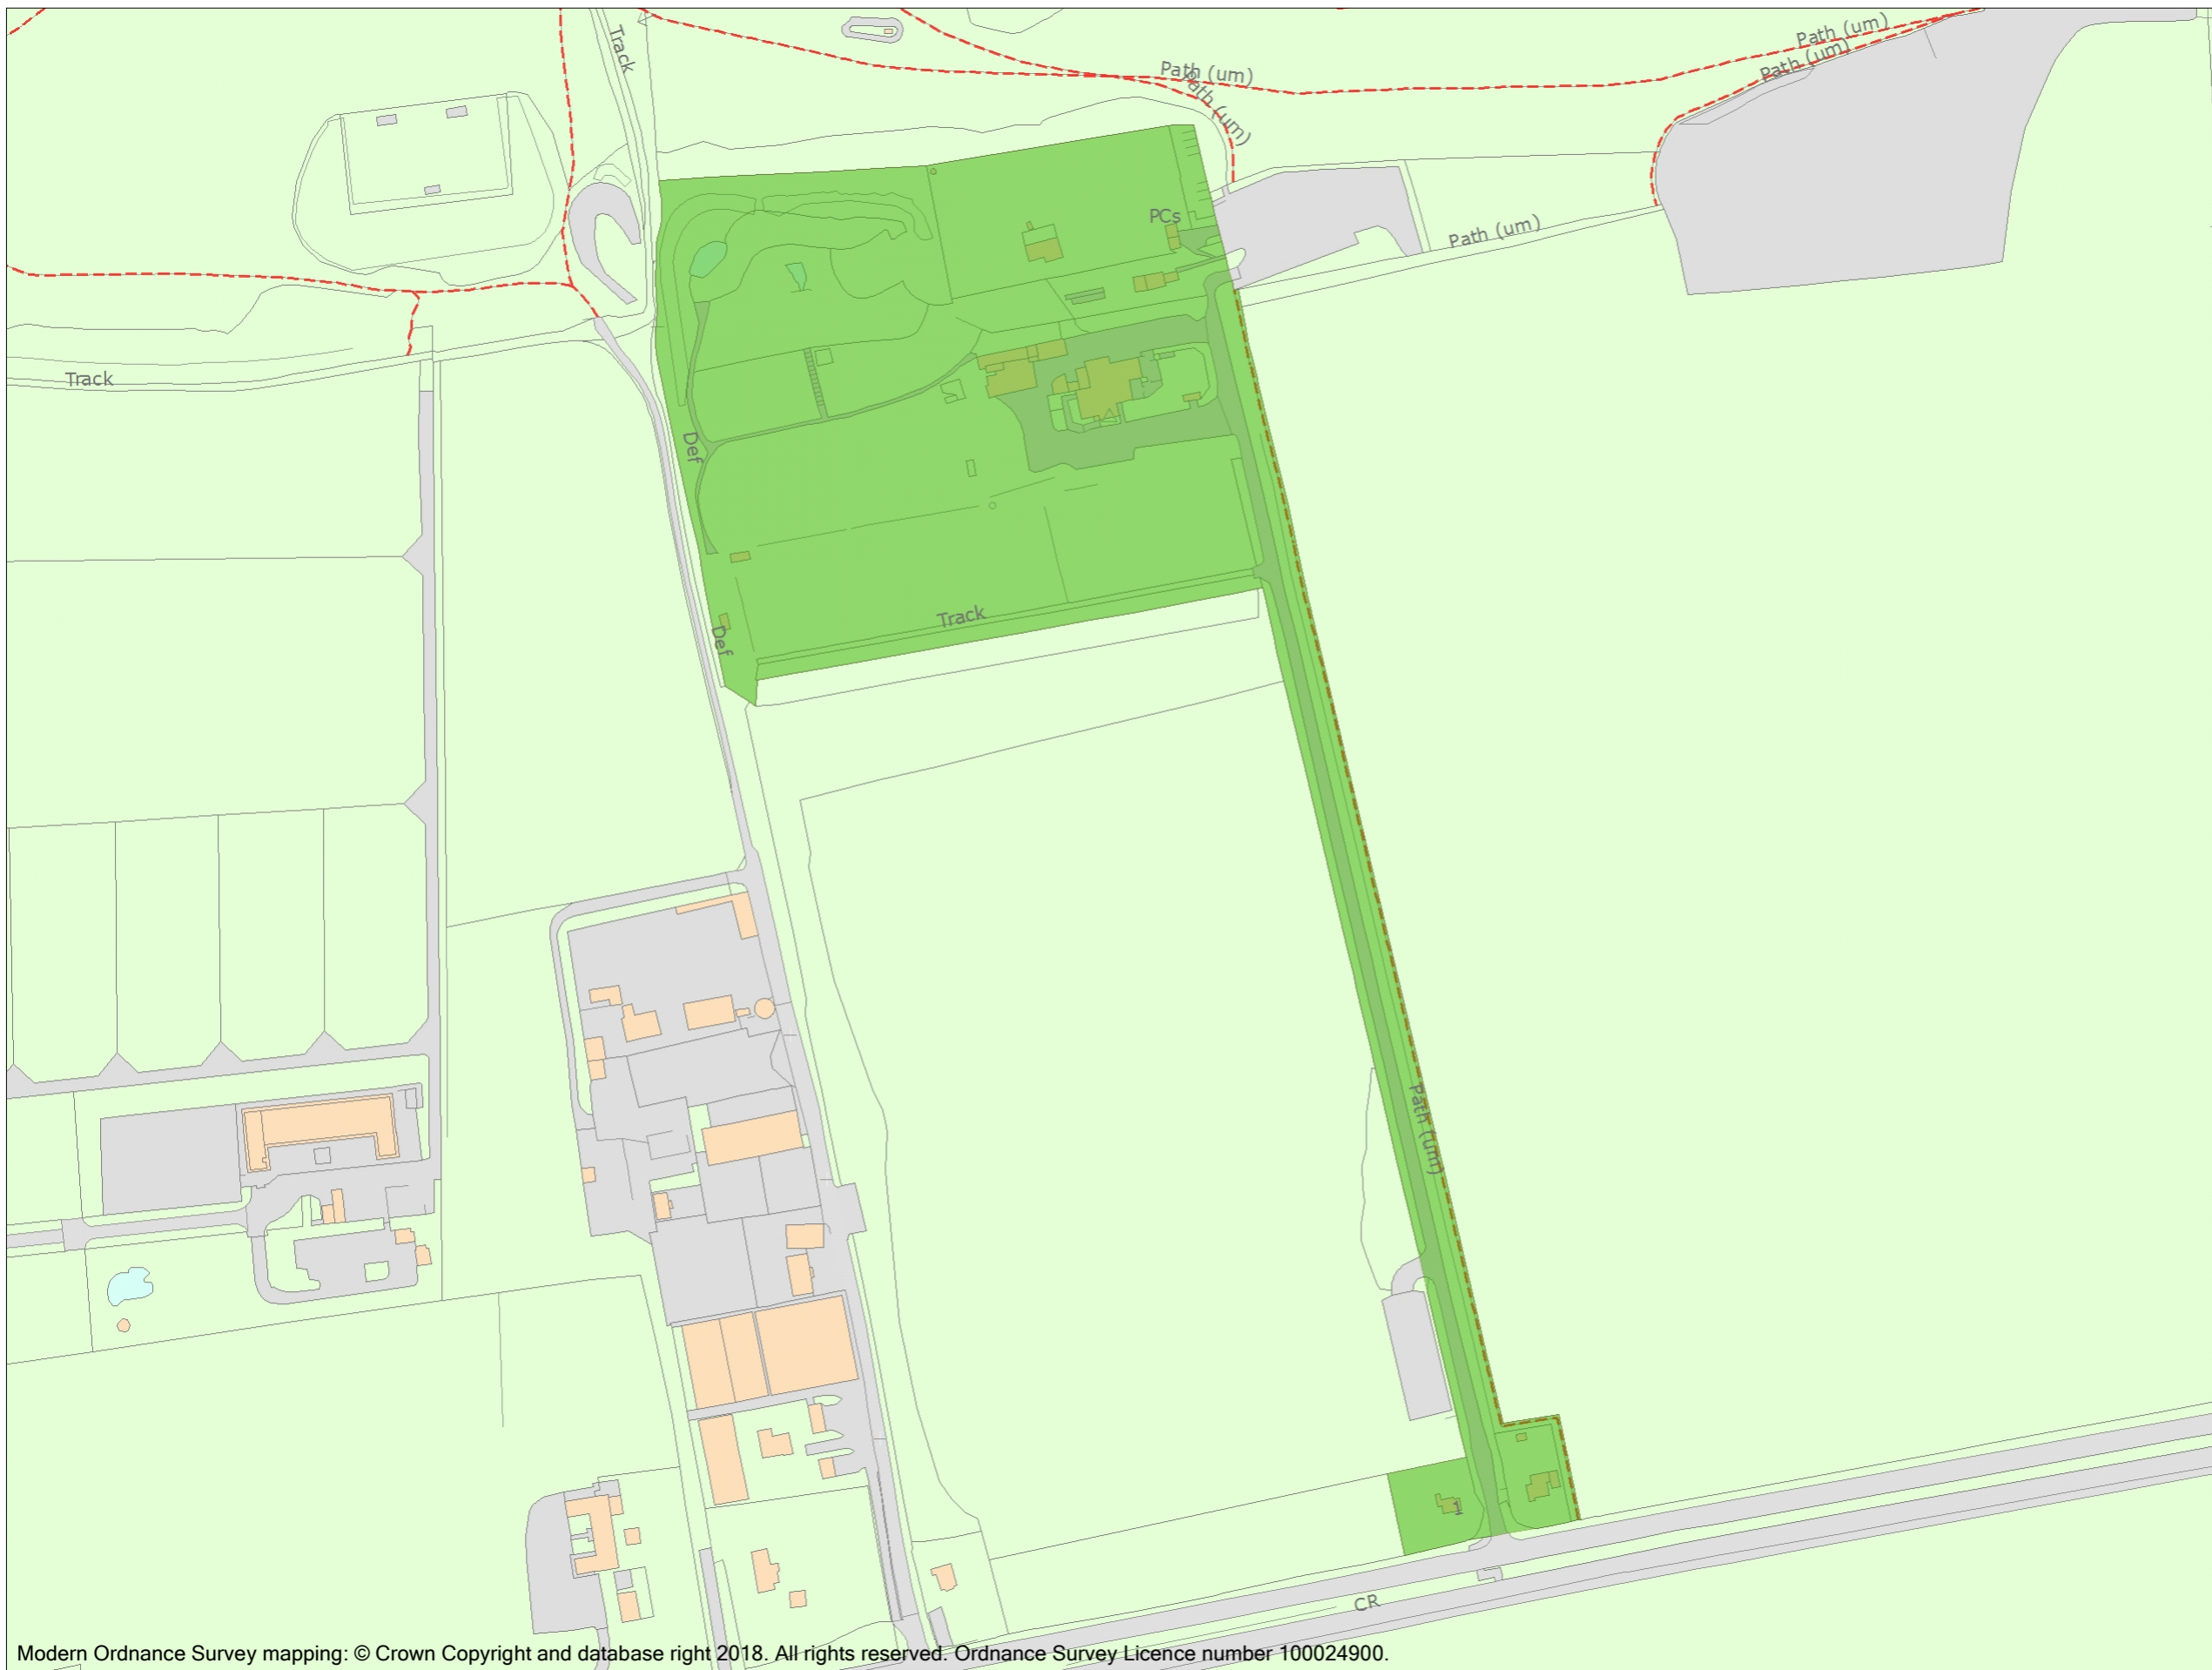 Track
Path (um)
Path (um)
Path (um)
Path (um)
PCs
Path (um)
Track
Def
Track
Def
Path (um)
1
CR
Modern Ordnance Survey mapping: © Crown Copyright and database right 2018. All rights reserved. Ordnance Survey Licence number 100024900.